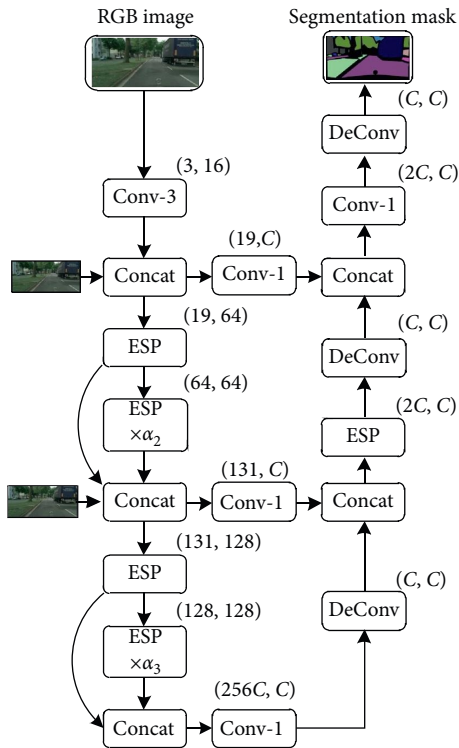 RGB image
(3, 16)
Conv-3
Concat
(19,C)
Conv-1
(19, 64)
ESP
(64, 64)
ESP
×α₂
Concat
(131, C)
Conv-1
(131, 128)
ESP
(128, 128)
ESP
×α₃
Concat
(256C, C)
Conv-1
Segmentation mask
(C, C)
DeConv
(2C, C)
Conv-1
Concat
(C, C)
DeConv
(2C, C)
ESP
Concat
(C, C)
DeConv